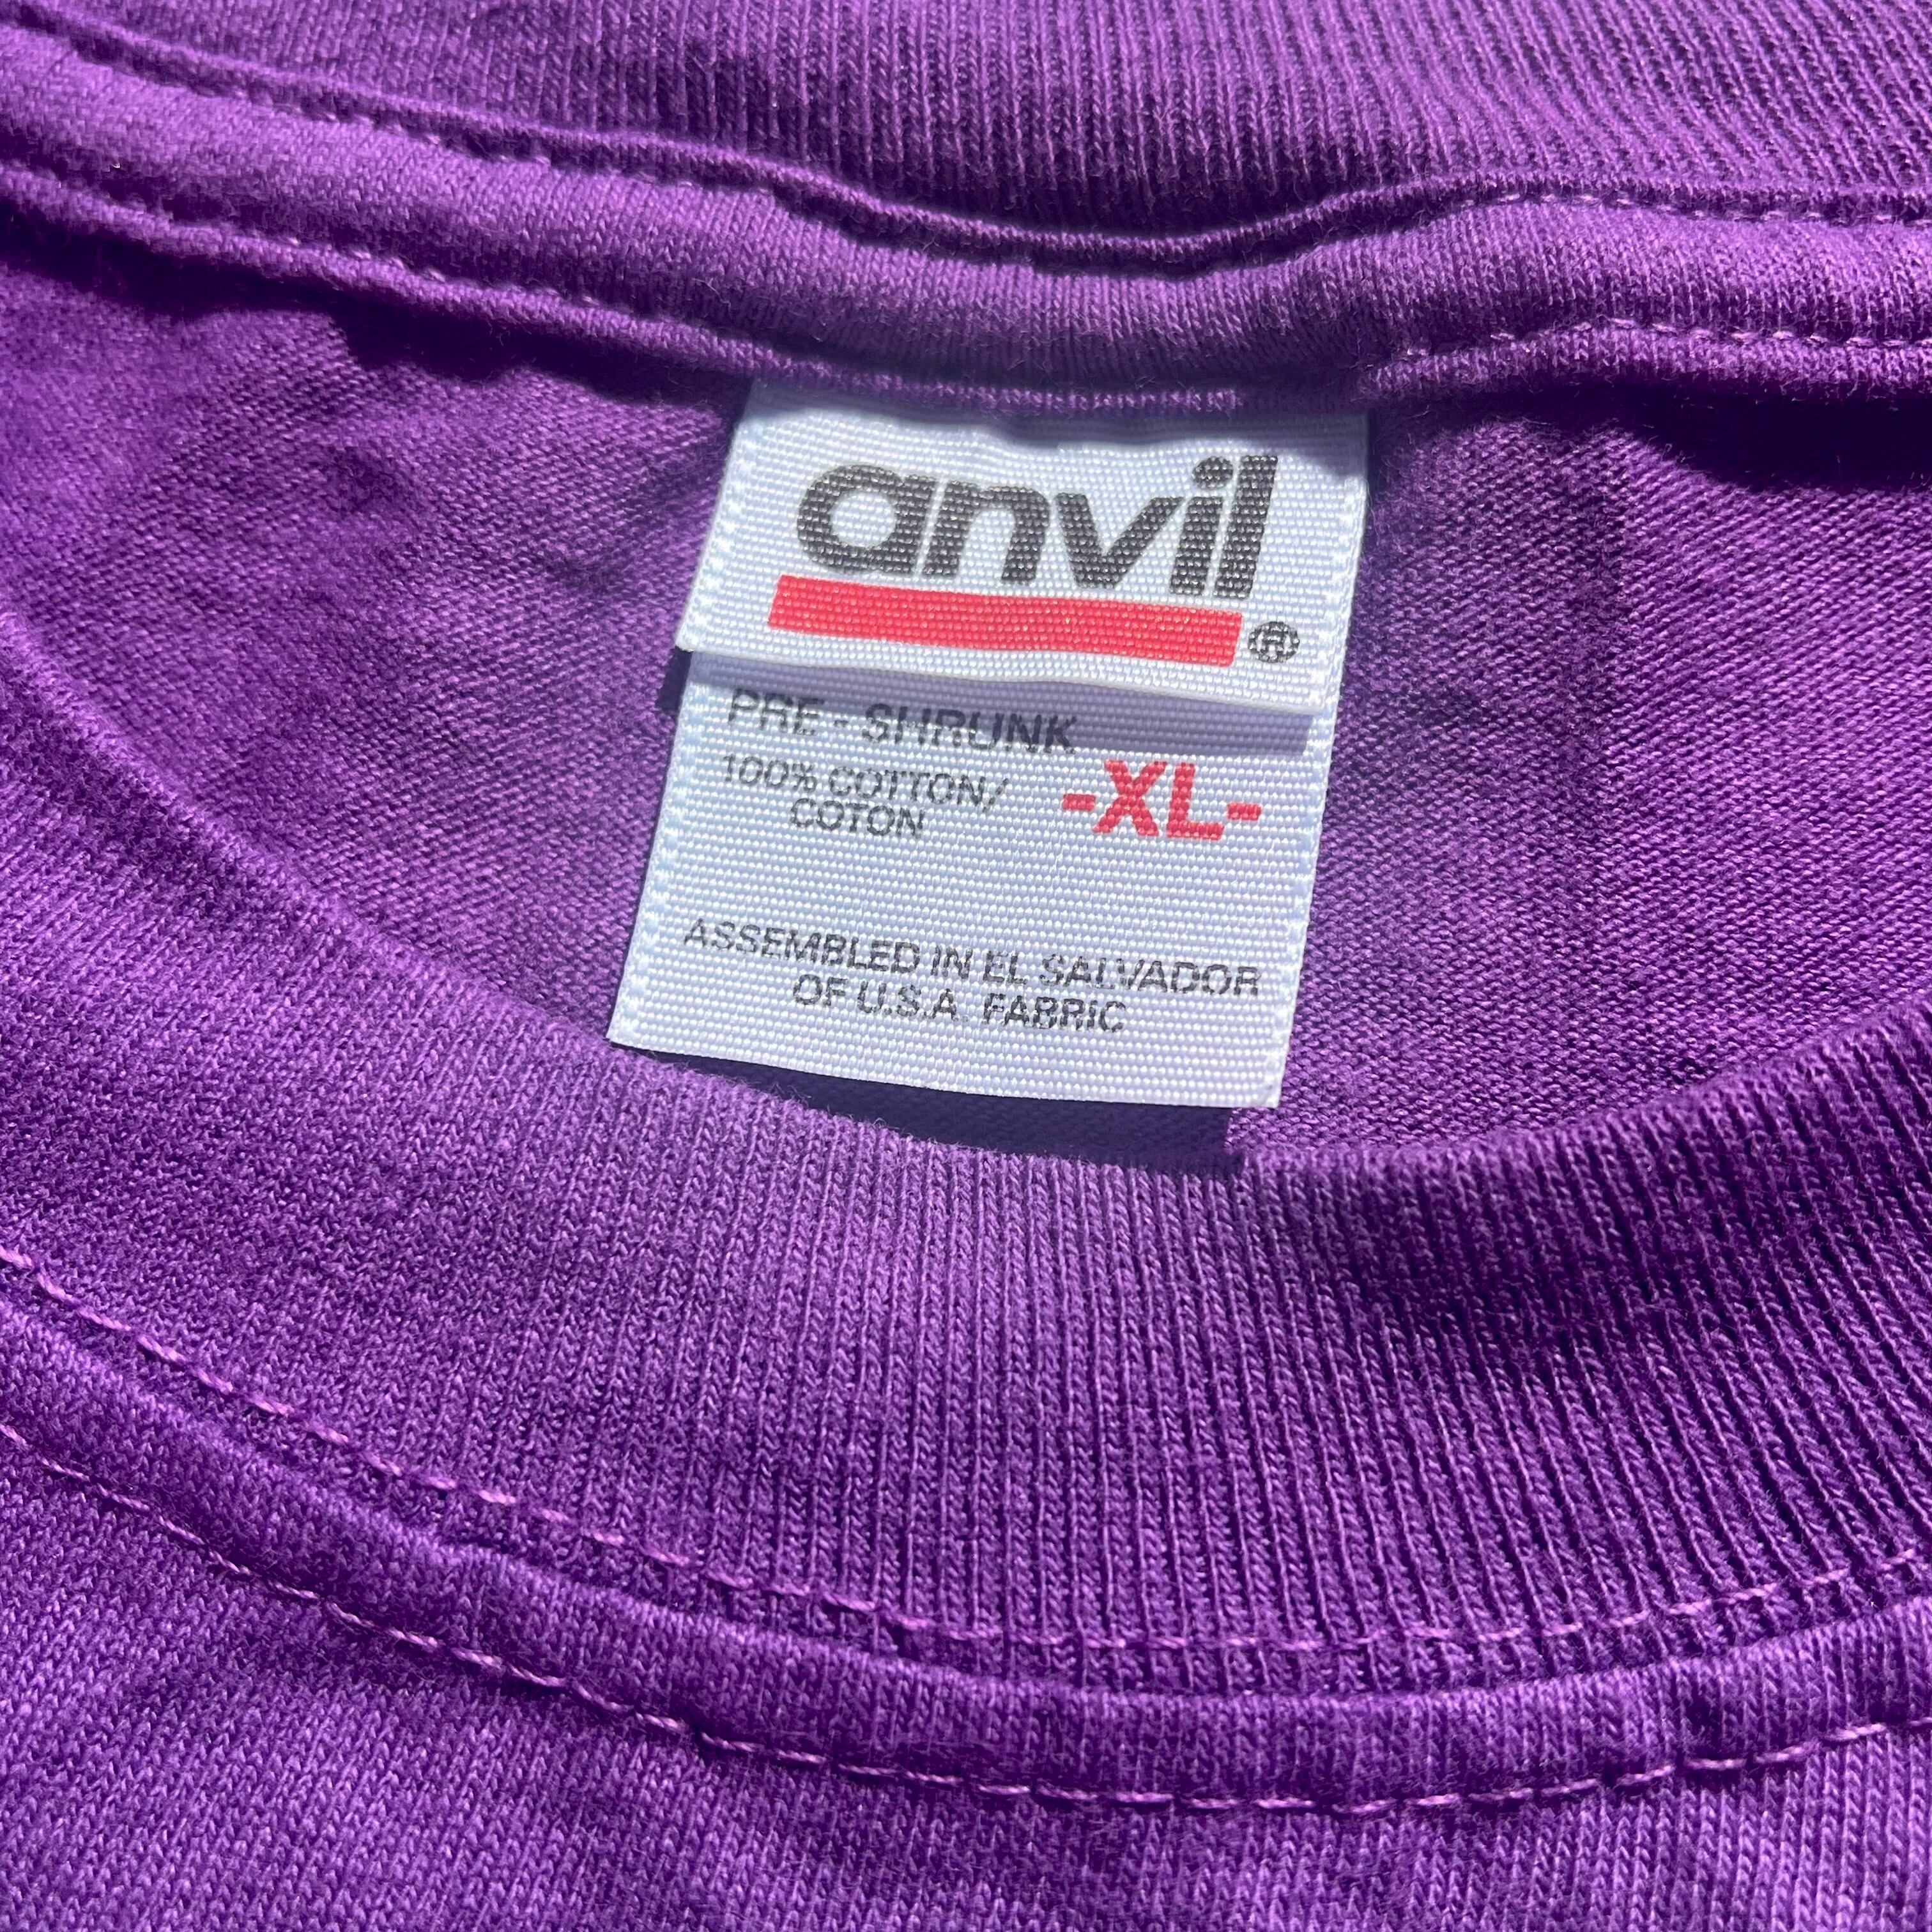 anvil®
PRE - SHRUNK
100% COTTON/
COTON
-XL-
ASSEMBLED IN EL SALVADOR
OF U.S.A. FABRIC